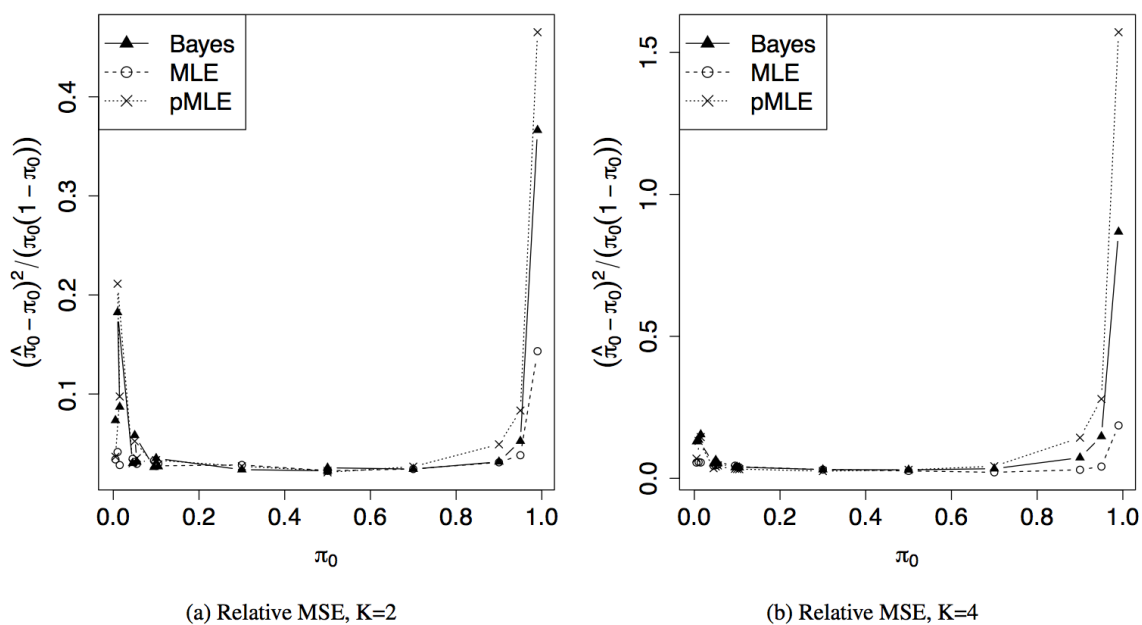 Bayes
MLE
pMLE
(π̂₀ − π₀)² / (π₀(1 − π₀))
0.1
0.2
0.3
0.4
0.0 0.2 0.4 0.6 0.8 1.0
π₀
(a) Relative MSE, K=2
Bayes
MLE
pMLE
(π̂₀ − π₀)² / (π₀(1 − π₀))
0.0
0.5
1.0
1.5
0.0 0.2 0.4 0.6 0.8 1.0
π₀
(b) Relative MSE, K=4